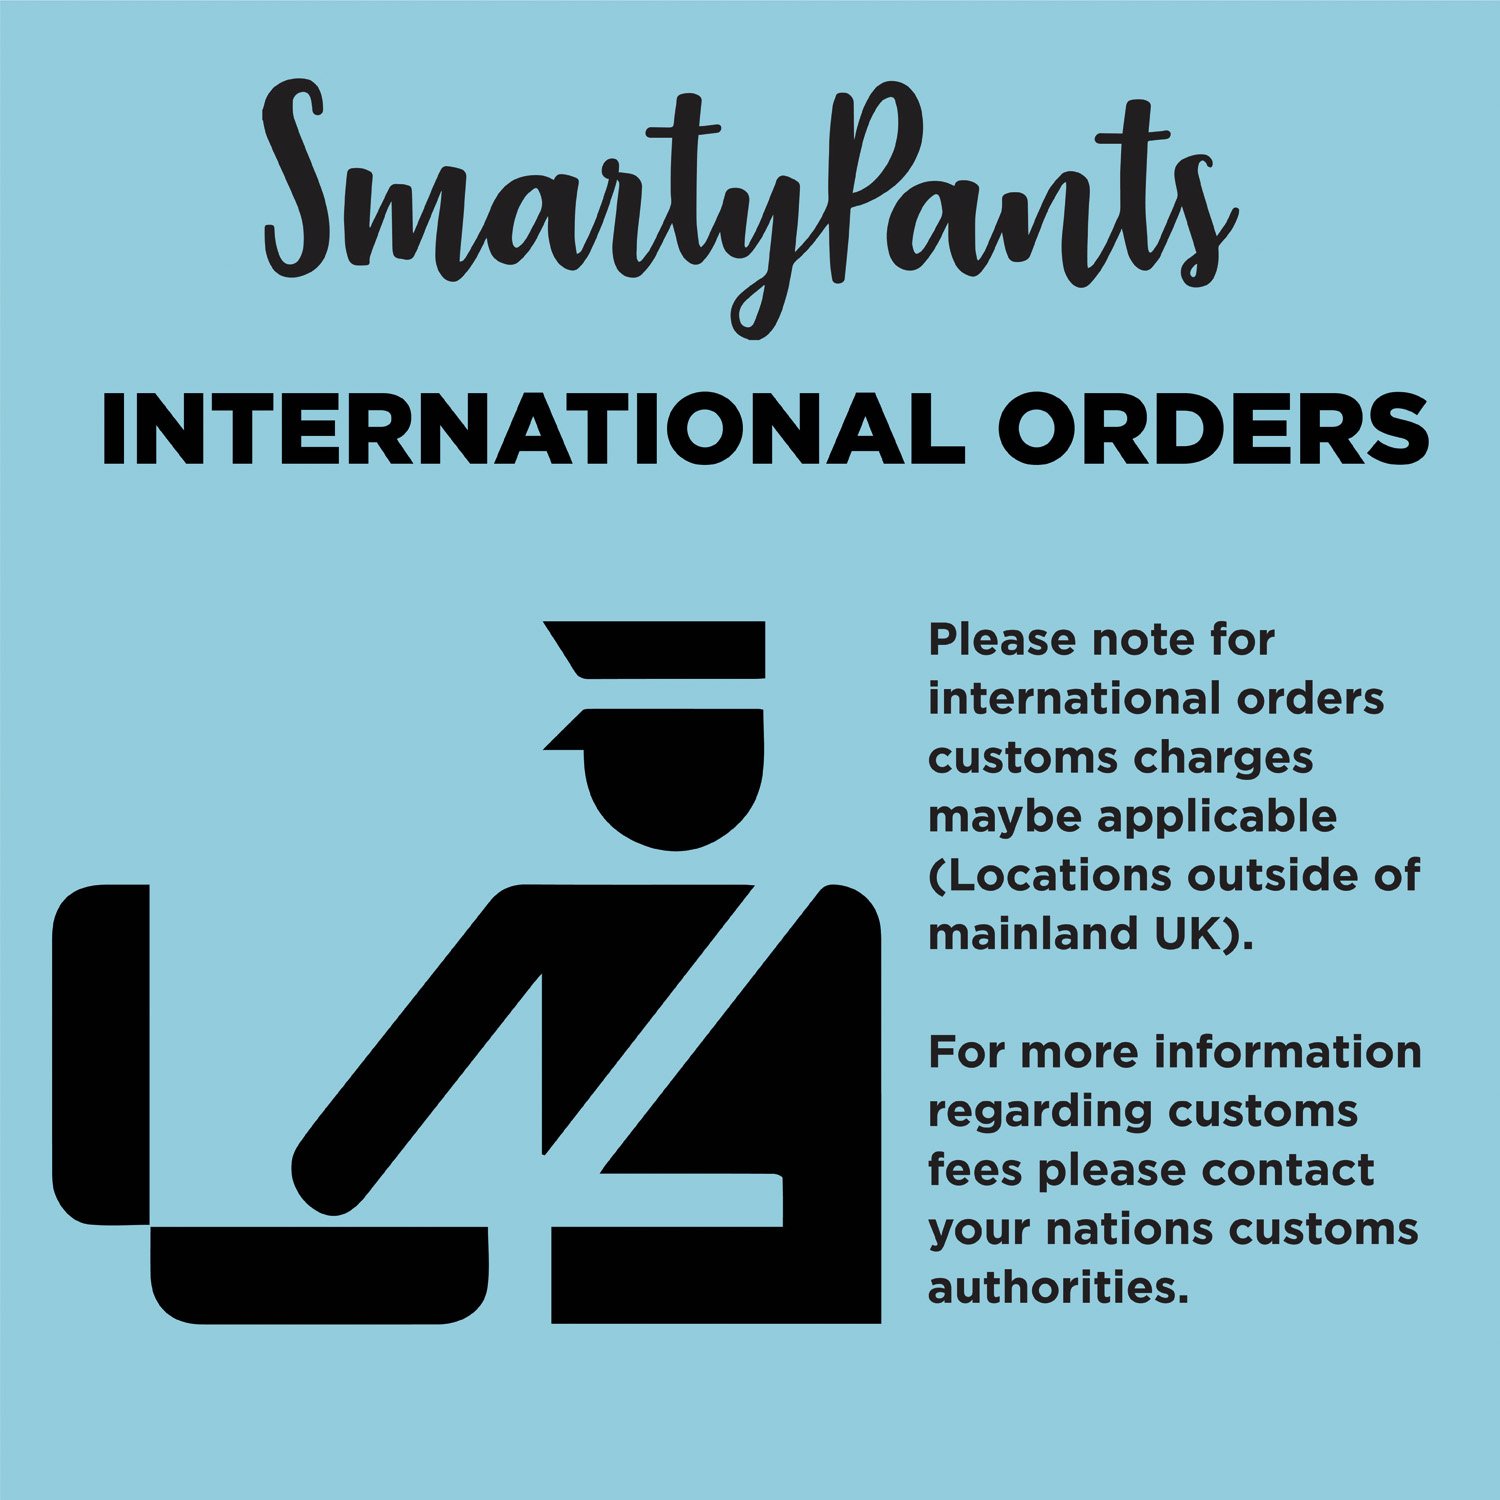 SmartyPants
INTERNATIONAL ORDERS
Please note for
international orders
customs charges
maybe applicable
(Locations outside of
mainland UK).
For more information
regarding customs
fees please contact
your nations customs
authorities.